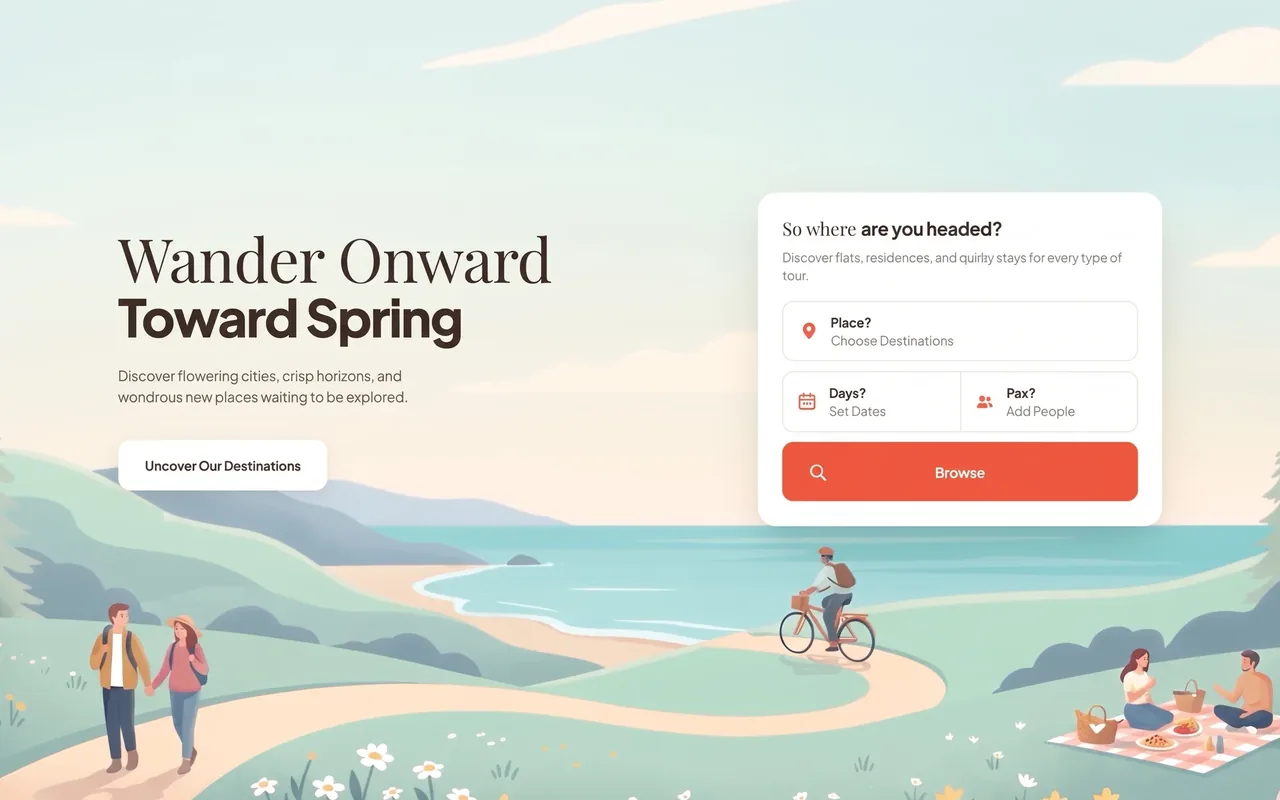 Wander Onward
Toward Spring
Discover flowering cities, crisp horizons, and
wondrous new places waiting to be explored.
Uncover Our Destinations
So where are you headed?
Discover flats, residences, and quirky stays for every type of
tour.
Place?
Choose Destinations
Days?
Set Dates
Pax?
Add People
Browse